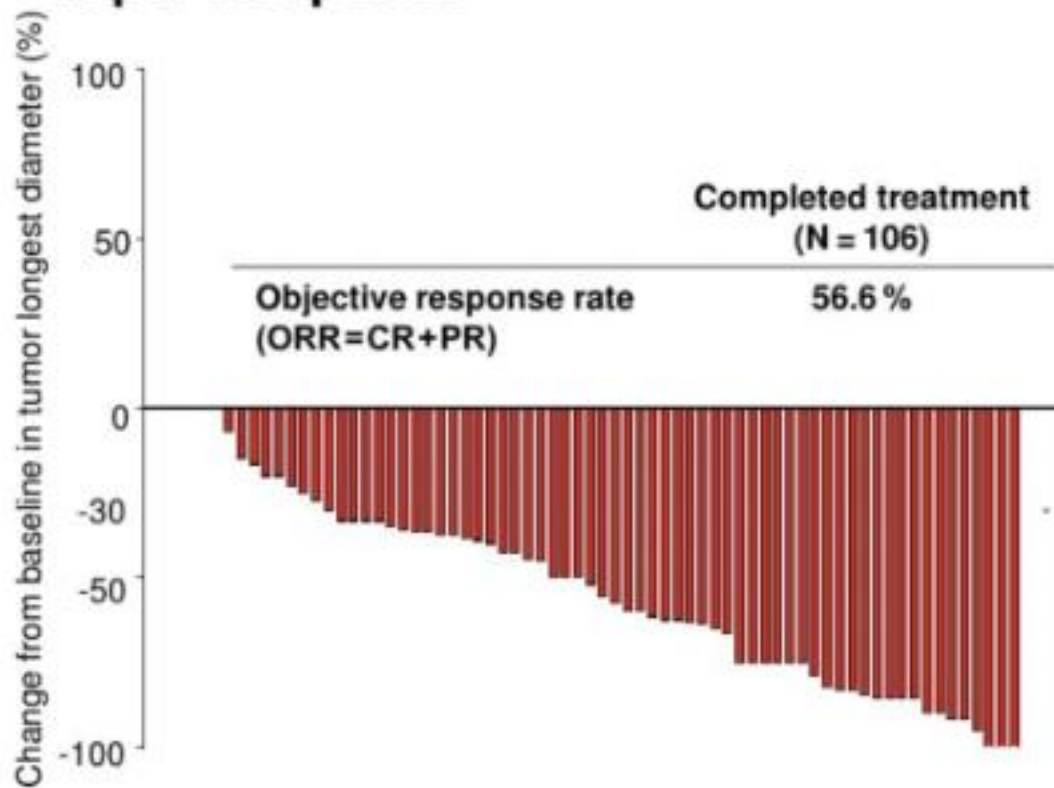 Change from baseline in tumor longest diameter (%)
100
50
0
-30
-50
-100
Completed treatment
(N = 106)
Objective response rate 56.6 %
(ORR=CR+PR)